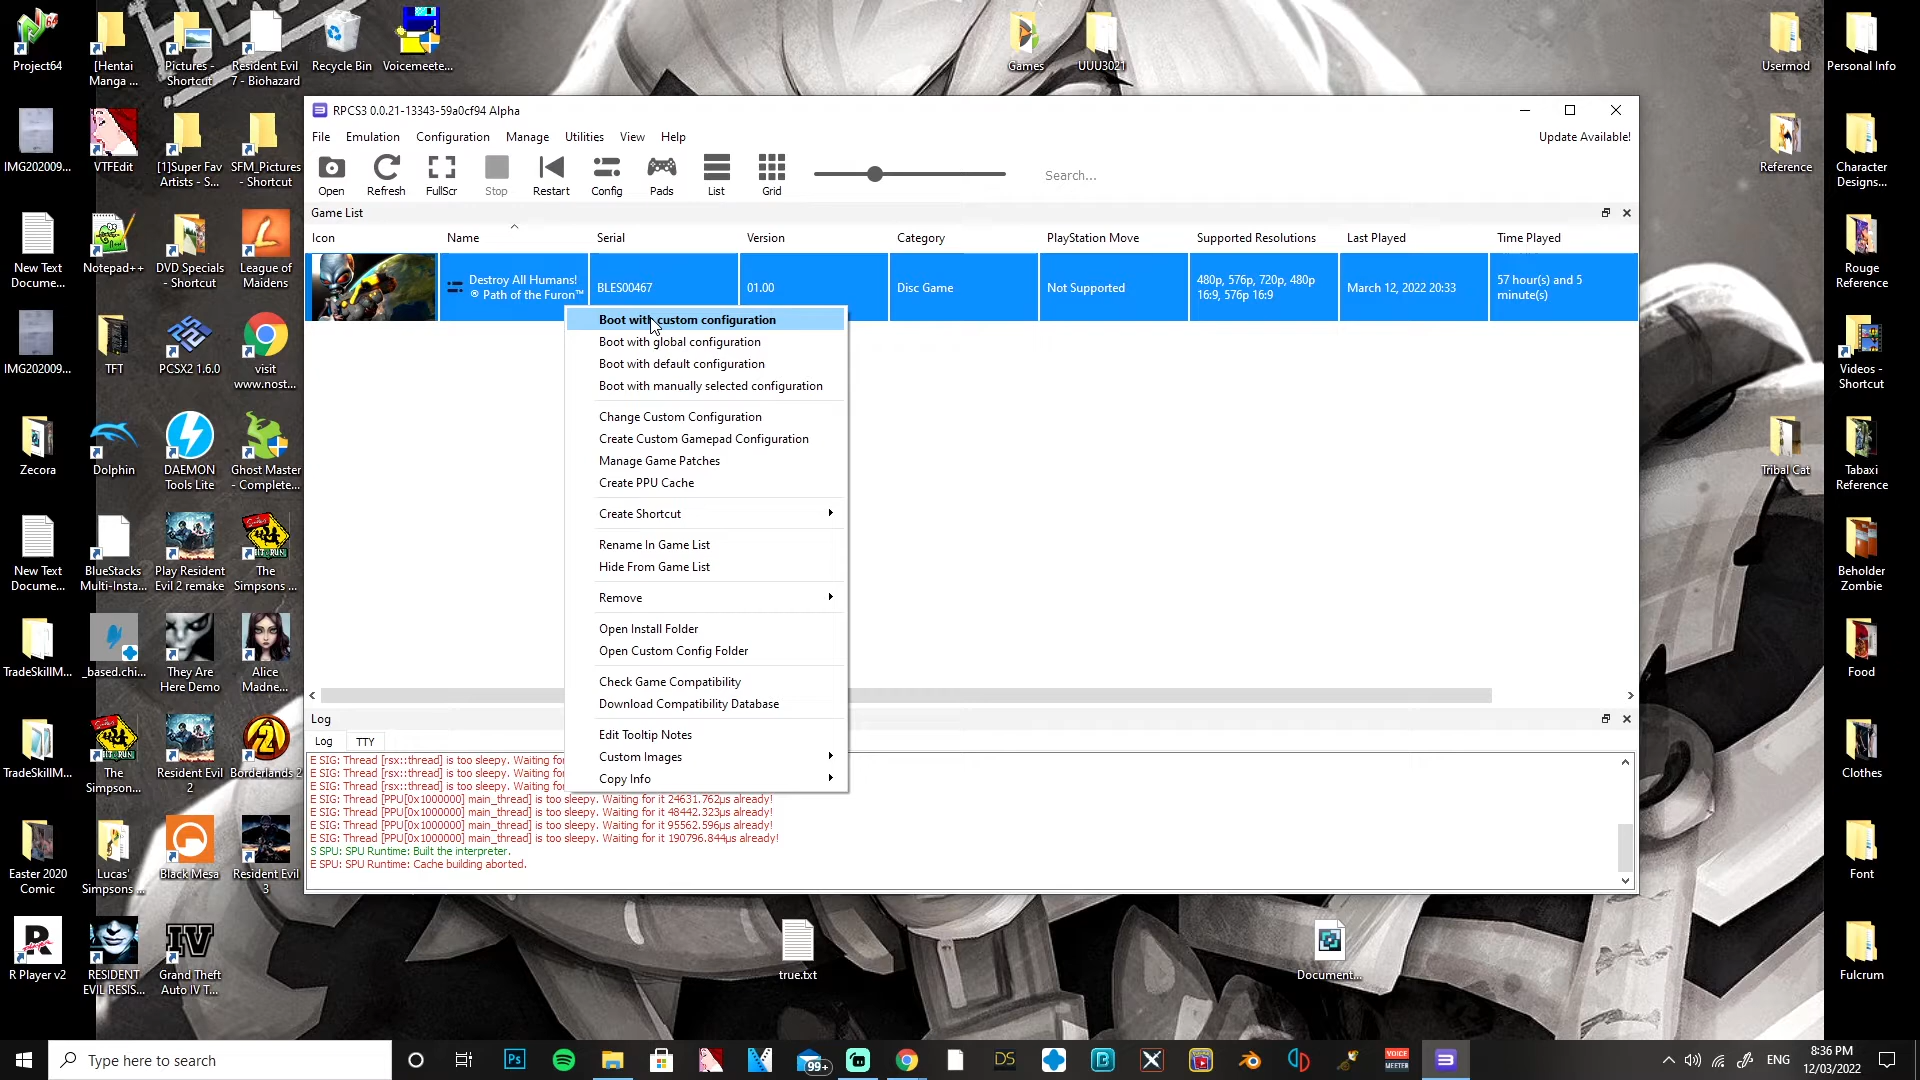 Project64
[Hentai
Manga ...
Pictures -
Shortcut
Resident Evil
7 - Biohazard
Recycle Bin
Voicemeete...
Games
UUU3021
Usermod
Personal Info
IMG202009...
VTFEdit
[1]Super Fav
Artists - S...
SFM_Pictures
- Shortcut
Reference
Character
Designs...
New Text
Docume...
Notepad++
DVD Specials
- Shortcut
League of
Maidens
Rouge
Reference
IMG202009...
TFT
PCSX2 1.6.0
visit
www.nost...
Videos -
Shortcut
Zecora
Dolphin
DAEMON
Tools Lite
Ghost Master
- Complete...
Tribal Cat
Tabaxi
Reference
New Text
Docume...
BlueStacks
Multi-Insta...
Play Resident
Evil 2 remake
The
Simpsons ...
Beholder
Zombie
TradeSkillM...
_based.chi...
They Are
Here Demo
Alice
Madne...
Food
TradeSkillM...
The
Simpson...
Resident Evil
2
Borderlands 2
Clothes
Easter 2020
Comic
Lucas'
Simpsons ...
Black Mesa
Resident Evil
3
Font
R Player v2
RESIDENT
EVIL RESIS...
Grand Theft
Auto IV T...
true.txt
Document...
Fulcrum
RPCS3 0.0.21-13343-59a0cf94 Alpha
File Emulation Configuration Manage Utilities View Help Update Available!
Open Refresh FullScr Stop Restart Config Pads List Grid Search...
Game List
Icon Name Serial Version Category PlayStation Move Supported Resolutions Last Played Time Played
Destroy All Humans!
® Path of the Furon™
BLES00467
01.00
Disc Game
Not Supported
480p, 576p, 720p, 480p
16:9, 576p 16:9
March 12, 2022 20:33
57 hour(s) and 5
minute(s)
Boot with custom configuration
Boot with global configuration
Boot with default configuration
Boot with manually selected configuration
Change Custom Configuration
Create Custom Gamepad Configuration
Manage Game Patches
Create PPU Cache
Create Shortcut
Rename In Game List
Hide From Game List
Remove
Open Install Folder
Open Custom Config Folder
Check Game Compatibility
Download Compatibility Database
Edit Tooltip Notes
Custom Images
Copy Info
Log
Log TTY
E SIG: Thread [rsx::thread] is too sleepy. Waiting for
E SIG: Thread [rsx::thread] is too sleepy. Waiting for
E SIG: Thread [rsx::thread] is too sleepy. Waiting for
E SIG: Thread [PPU[0x1000000] main_thread] is too sleepy. Waiting for it 24631.762µs already!
E SIG: Thread [PPU[0x1000000] main_thread] is too sleepy. Waiting for it 48442.323µs already!
E SIG: Thread [PPU[0x1000000] main_thread] is too sleepy. Waiting for it 95562.596µs already!
E SIG: Thread [PPU[0x1000000] main_thread] is too sleepy. Waiting for it 190796.844µs already!
S SPU: SPU Runtime: Built the interpreter.
E SPU: SPU Runtime: Cache building aborted.
Type here to search
Ps
99+
DS
VOICE
MEETER
ENG
8:36 PM
12/03/2022